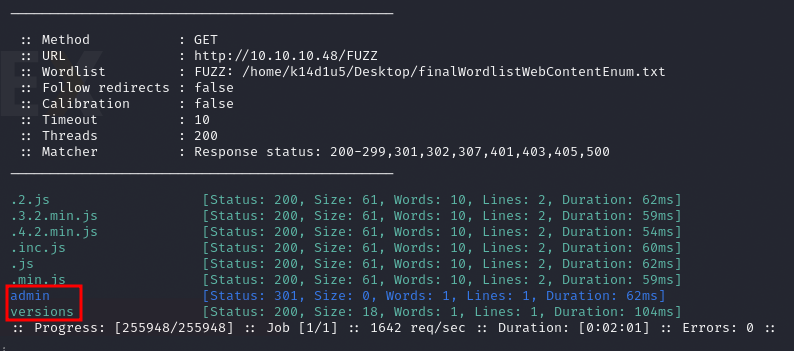 :: Method           : GET
:: URL              : http://10.10.10.48/FUZZ
:: Wordlist         : FUZZ: /home/k14d1u5/Desktop/finalWordlistWebContentEnum.txt
:: Follow redirects : false
:: Calibration      : false
:: Timeout          : 10
:: Threads          : 200
:: Matcher          : Response status: 200-299,301,302,307,401,403,405,500
.2.js                   [Status: 200, Size: 61, Words: 10, Lines: 2, Duration: 62ms]
.3.2.min.js             [Status: 200, Size: 61, Words: 10, Lines: 2, Duration: 59ms]
.4.2.min.js             [Status: 200, Size: 61, Words: 10, Lines: 2, Duration: 54ms]
.inc.js                 [Status: 200, Size: 61, Words: 10, Lines: 2, Duration: 60ms]
.js                     [Status: 200, Size: 61, Words: 10, Lines: 2, Duration: 62ms]
.min.js                 [Status: 200, Size: 61, Words: 10, Lines: 2, Duration: 59ms]
admin                   [Status: 301, Size: 0, Words: 1, Lines: 1, Duration: 62ms]
versions                [Status: 200, Size: 18, Words: 1, Lines: 1, Duration: 104ms]
:: Progress: [255948/255948] :: Job [1/1] :: 1642 req/sec :: Duration: [0:02:01] :: Errors: 0 ::